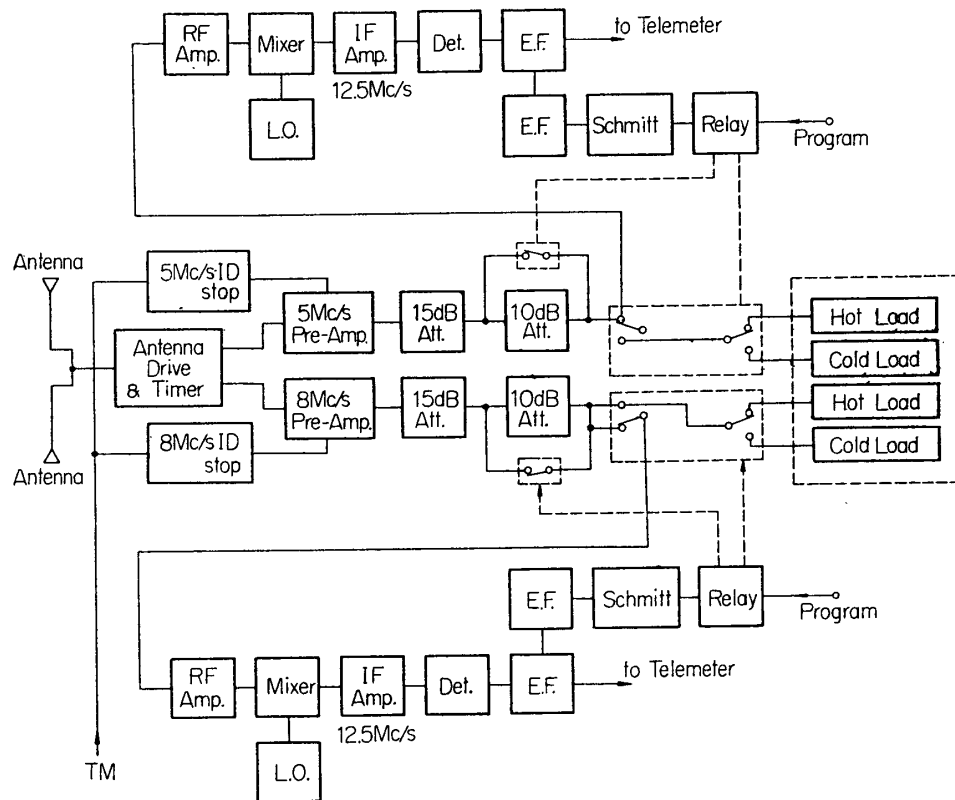 RF
Amp.
Mixer
IF
Amp.
12.5Mc/s
Det.
E.F.
to Telemeter
L.O.
E.F.
Schmitt
Relay
Program
Antenna
5Mc/s·ID
stop
5Mc/s
Pre-Amp.
15dB
Att.
10dB
Att.
Hot Load
Cold Load
Antenna
Drive
& Timer
8Mc/s
Pre-Amp.
15dB
Att.
10dB
Att.
Hot Load
Cold Load
8Mc/s ID
stop
Antenna
E.F.
Schmitt
Relay
Program
RF
Amp.
Mixer
IF
Amp.
12.5Mc/s
Det.
E.F.
to Telemeter
L.O.
TM